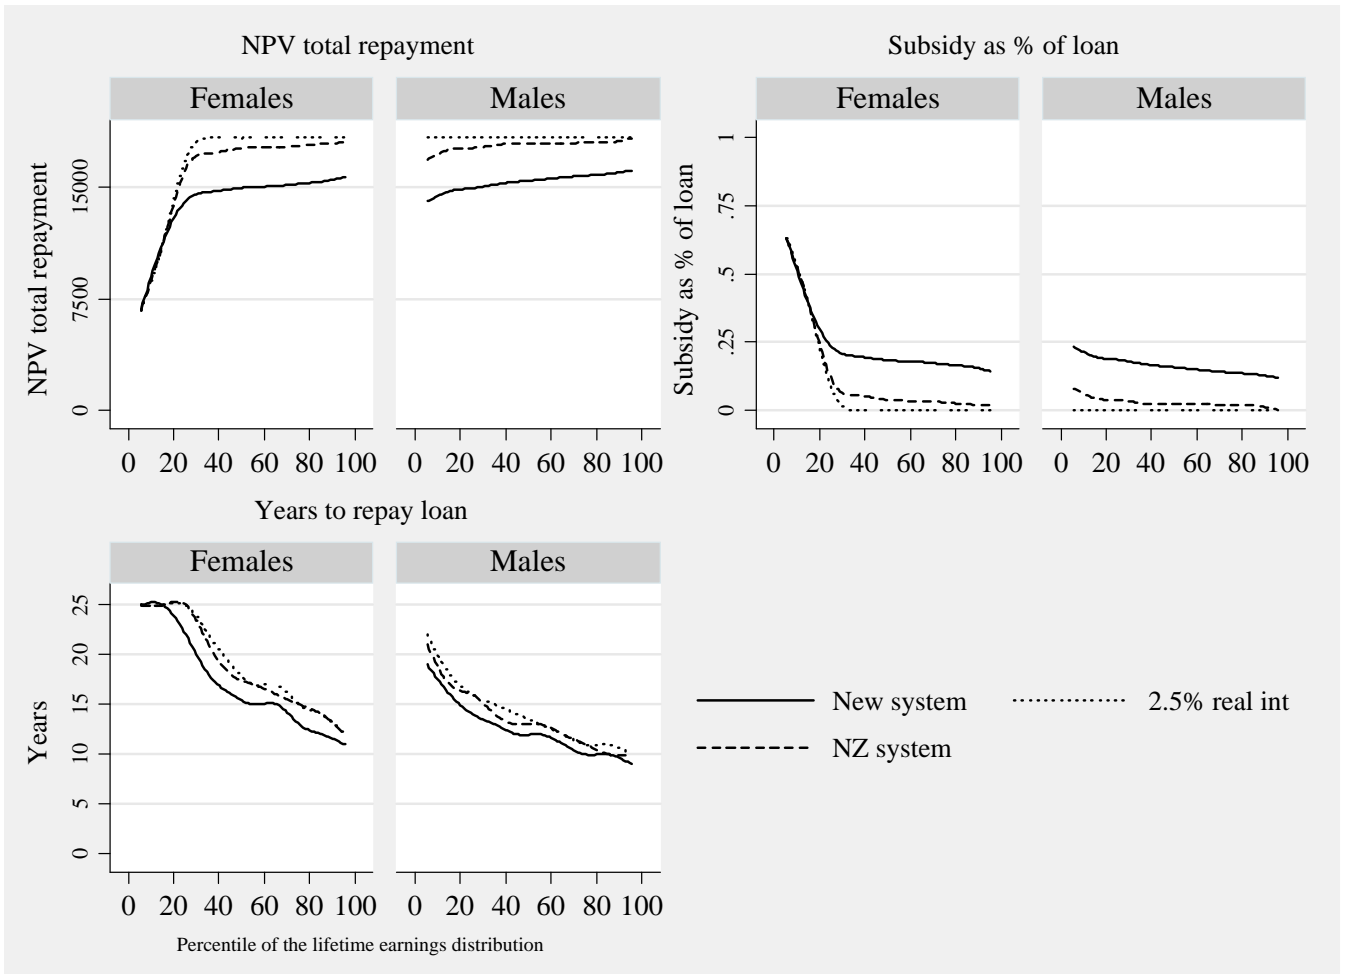 NPV total repayment
Subsidy as % of loan
Females
Males
Females
Males
NPV total repayment
15000
7500
0
0 20 40 60 80 100
0 20 40 60 80 100
Subsidy as % of loan
1
.75
.5
.25
0
0 20 40 60 80 100
0 20 40 60 80 100
Years to repay loan
Females
Males
Years
25
20
15
10
5
0
0 20 40 60 80 100
0 20 40 60 80 100
Percentile of the lifetime earnings distribution
New system
2.5% real int
NZ system